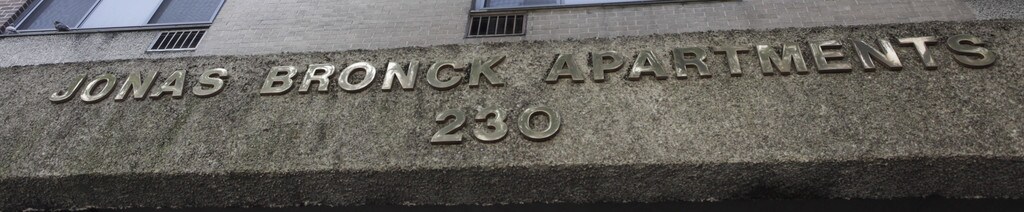 JONAS BRONCK APARTMENTS
230